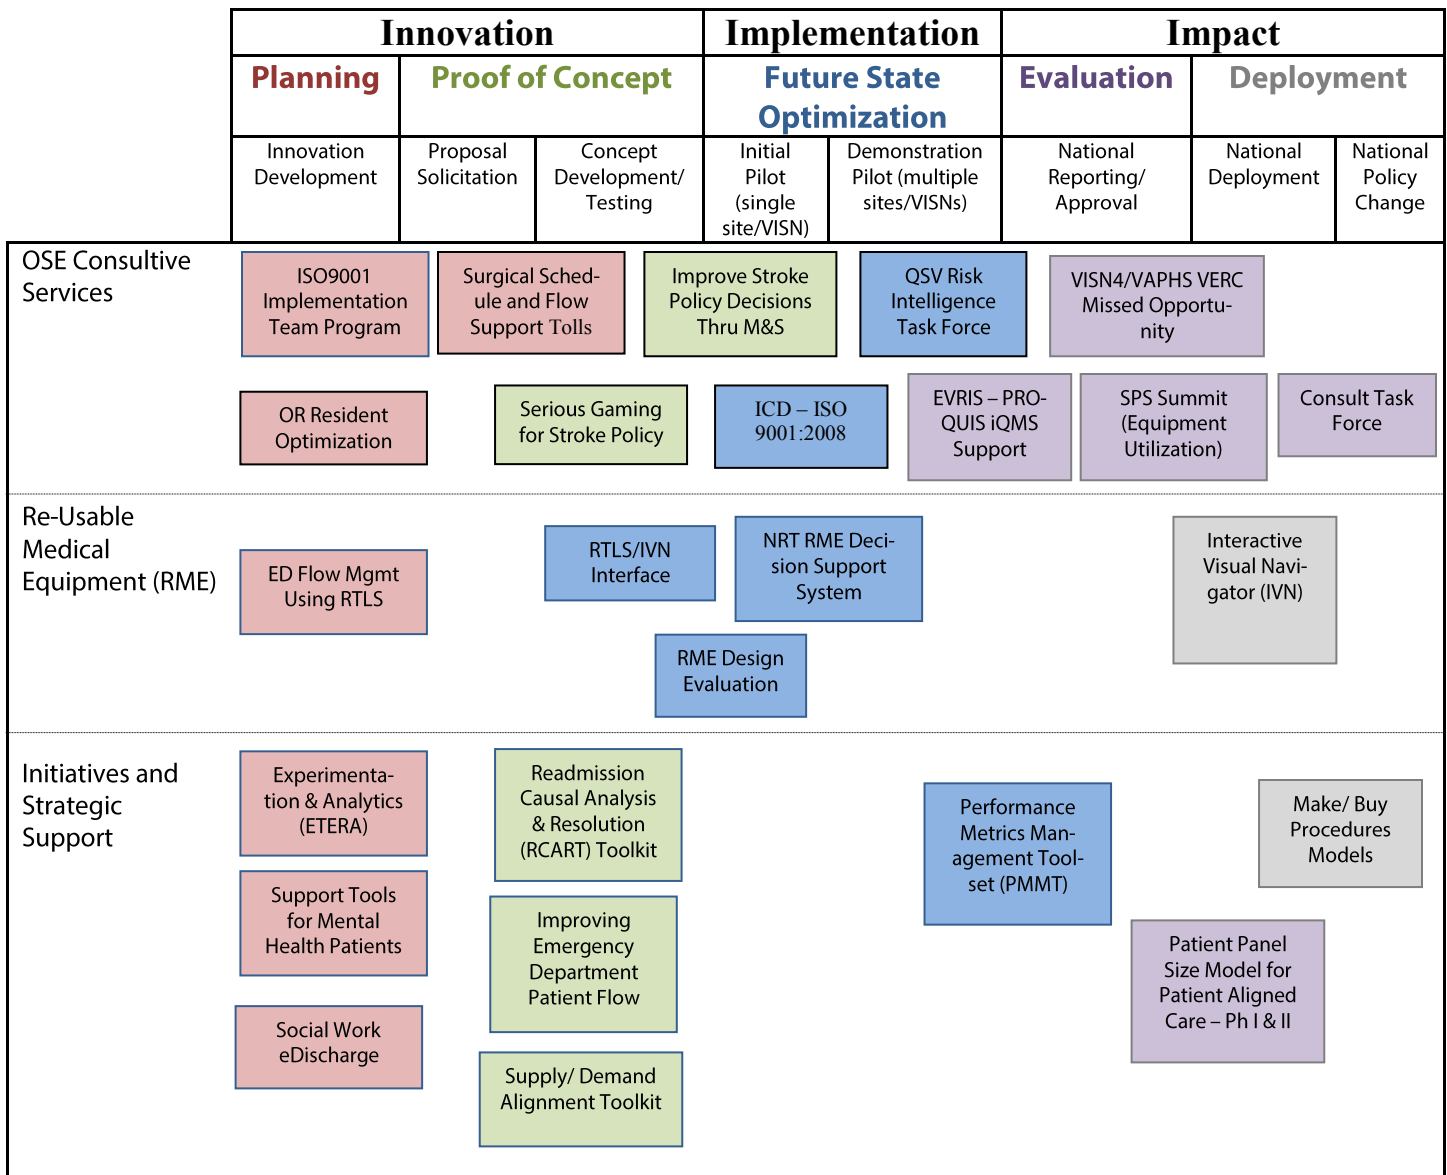 Innovation
Implementation
Impact
Planning
Proof of Concept
Future State
Optimization
Evaluation
Deployment
Innovation
Development
Proposal
Solicitation
Concept
Development/
Testing
Initial
Pilot
(single
site/VISN)
Demonstration
Pilot (multiple
sites/VISNs)
National
Reporting/
Approval
National
Deployment
National
Policy
Change
OSE Consultive
Services
ISO9001
Implementation
Team Program
Surgical Sched-
ule and Flow
Support Tolls
Improve Stroke
Policy Decisions
Thru M&S
QSV Risk
Intelligence
Task Force
VISN4/VAPHS VERC
Missed Opportu-
nity
OR Resident
Optimization
Serious Gaming
for Stroke Policy
ICD – ISO
9001:2008
EVRIS – PRO-
QUIS iQMS
Support
SPS Summit
(Equipment
Utilization)
Consult Task
Force
Re-Usable
Medical
Equipment (RME)
ED Flow Mgmt
Using RTLS
RTLS/IVN
Interface
NRT RME Deci-
sion Support
System
RME Design
Evaluation
Interactive
Visual Navi-
gator (IVN)
Initiatives and
Strategic
Support
Experimenta-
tion & Analytics
(ETERA)
Support Tools
for Mental
Health Patients
Social Work
eDischarge
Readmission
Causal Analysis
& Resolution
(RCART) Toolkit
Improving
Emergency
Department
Patient Flow
Supply/ Demand
Alignment Toolkit
Performance
Metrics Man-
agement Tool-
set (PMMT)
Make/ Buy
Procedures
Models
Patient Panel
Size Model for
Patient Aligned
Care – Ph I & II